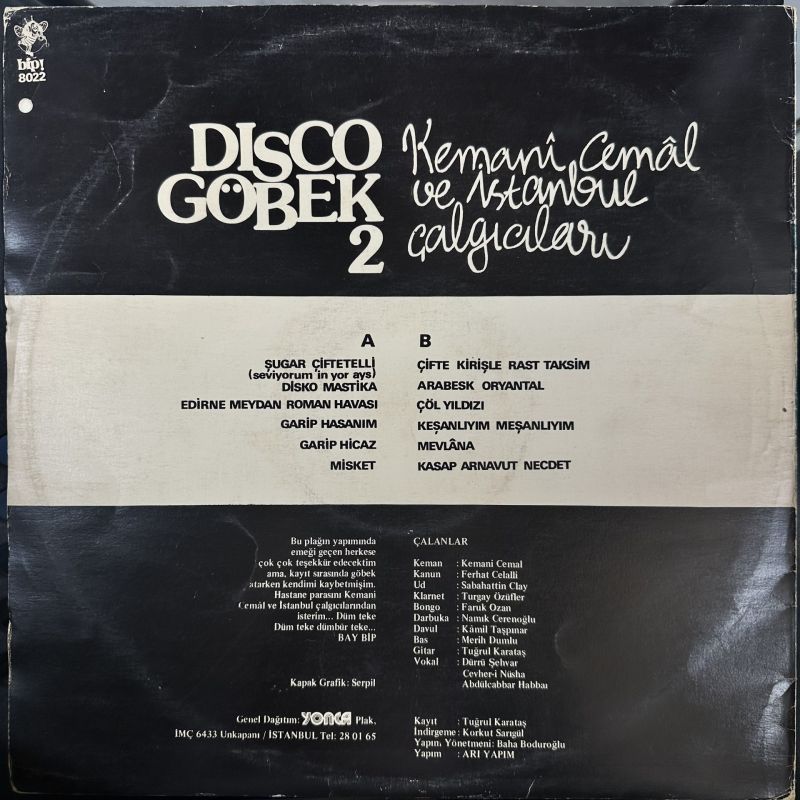 bip!
8022
DISCO
GÖBEK
2
Kemanî Cemâl
ve İstanbul
çalgıcıları
A
ŞUGAR ÇİFTETELLİ
(seviyorum in yor ays)
DİSKO MASTİKA
EDİRNE MEYDAN ROMAN HAVASI
GARİP HASANIM
GARİP HİCAZ
MİSKET
B
ÇİFTE KİRİŞLE RAST TAKSİM
ARABESK ORYANTAL
ÇÖL YILDIZI
KEŞANLIYIM MEŞANLIYIM
MEVLÂNA
KASAP ARNAVUT NECDET
Bu plağın yapımında
emeği geçen herkese
çok çok teşekkür edecektim
ama, kayıt sırasında göbek
atarken kendimi kaybetmişim.
Hastane parasını Kemani
Cemâl ve İstanbul çalgıcılarından
isterim... Düm teke
Düm teke dümbür teke...
BAY BİP
Kapak Grafik: Serpil
Genel Dağıtım: YONCA Plak,
İMÇ 6433 Unkapanı / İSTANBUL Tel: 28 01 65
ÇALANLAR
Keman : Kemani Cemal
Kanun : Ferhat Celalli
Ud : Sabahattin Clay
Klarnet : Turgay Özüfler
Bongo : Faruk Ozan
Darbuka : Namık Cerenoğlu
Davul : Kâmil Taşpınar
Bas : Merih Dumlu
Gitar : Tuğrul Karataş
Vokal : Dürrü Şehvar
Cevher-i Nüsha
Abdülcabbar Habbaı
Kayıt : Tuğrul Karataş
İndirgeme : Korkut Sarıgül
Yapın. Yönetmeni: Baha Boduroğlu
Yapım : ARI YAPIM